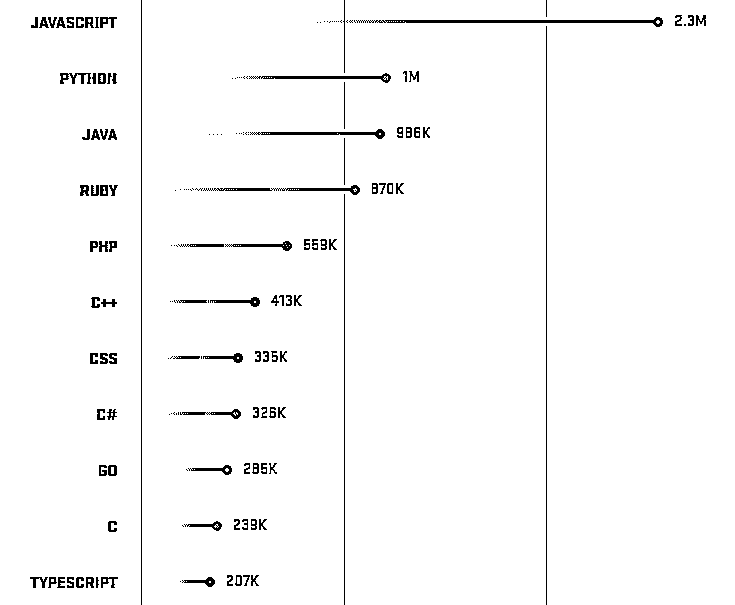 JAVASCRIPT 2.3M
PYTHON 1M
JAVA 986K
RUBY 870K
PHP 559K
C++ 413K
CSS 335K
C# 326K
GO 285K
C 239K
TYPESCRIPT 207K